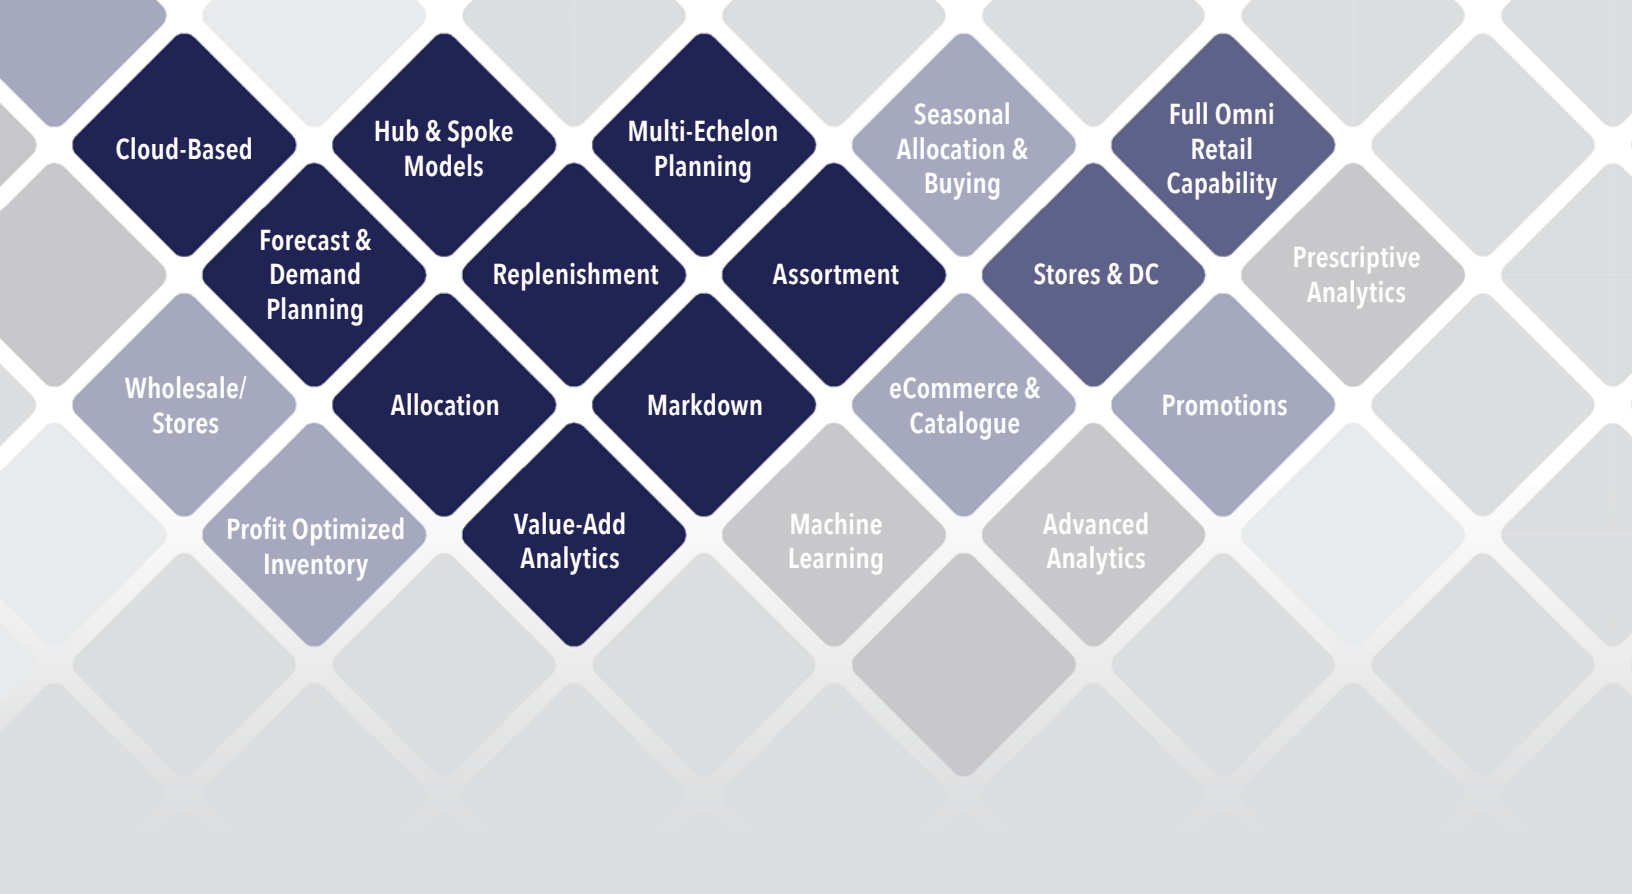 Cloud-Based
Hub & Spoke
Models
Multi-Echelon
Planning
Seasonal
Allocation &
Buying
Full Omni
Retail
Capability
Forecast &
Demand
Planning
Replenishment
Assortment
Stores & DC
Prescriptive
Analytics
Wholesale/
Stores
Allocation
Markdown
eCommerce &
Catalogue
Promotions
Profit Optimized
Inventory
Value-Add
Analytics
Machine
Learning
Advanced
Analytics